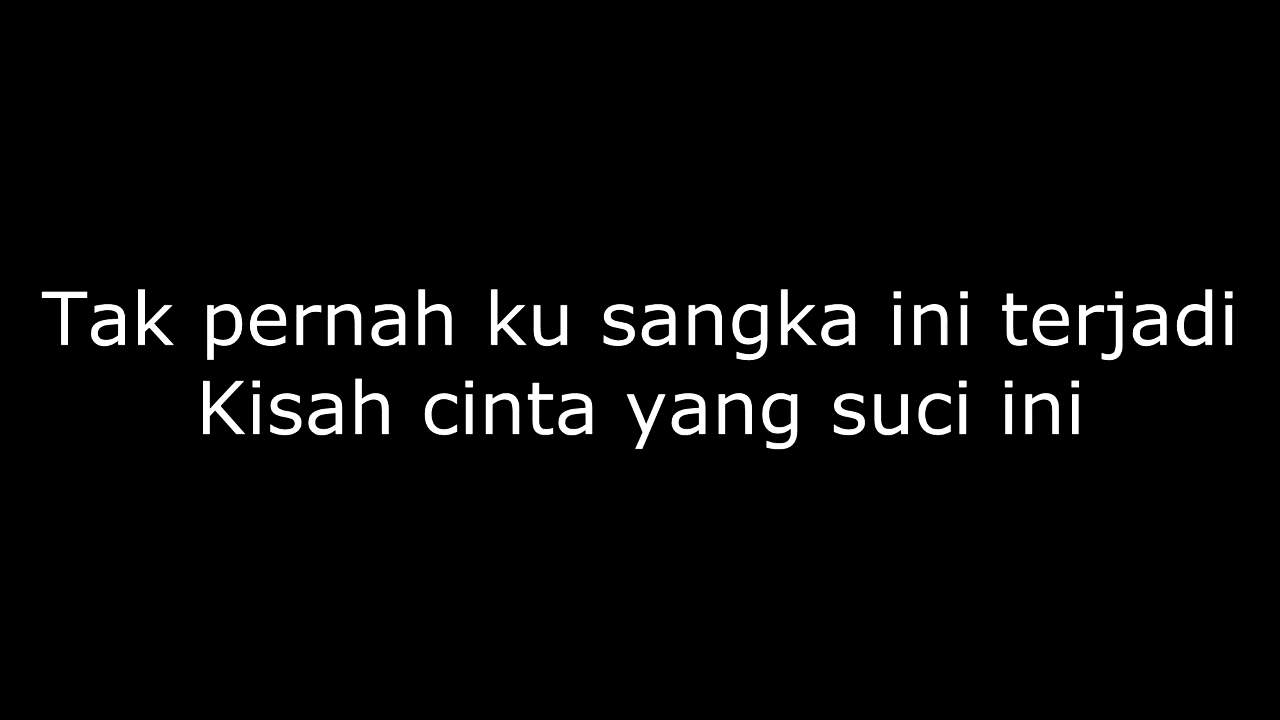 Tak pernah ku sangka ini terjadi
Kisah cinta yang suci ini